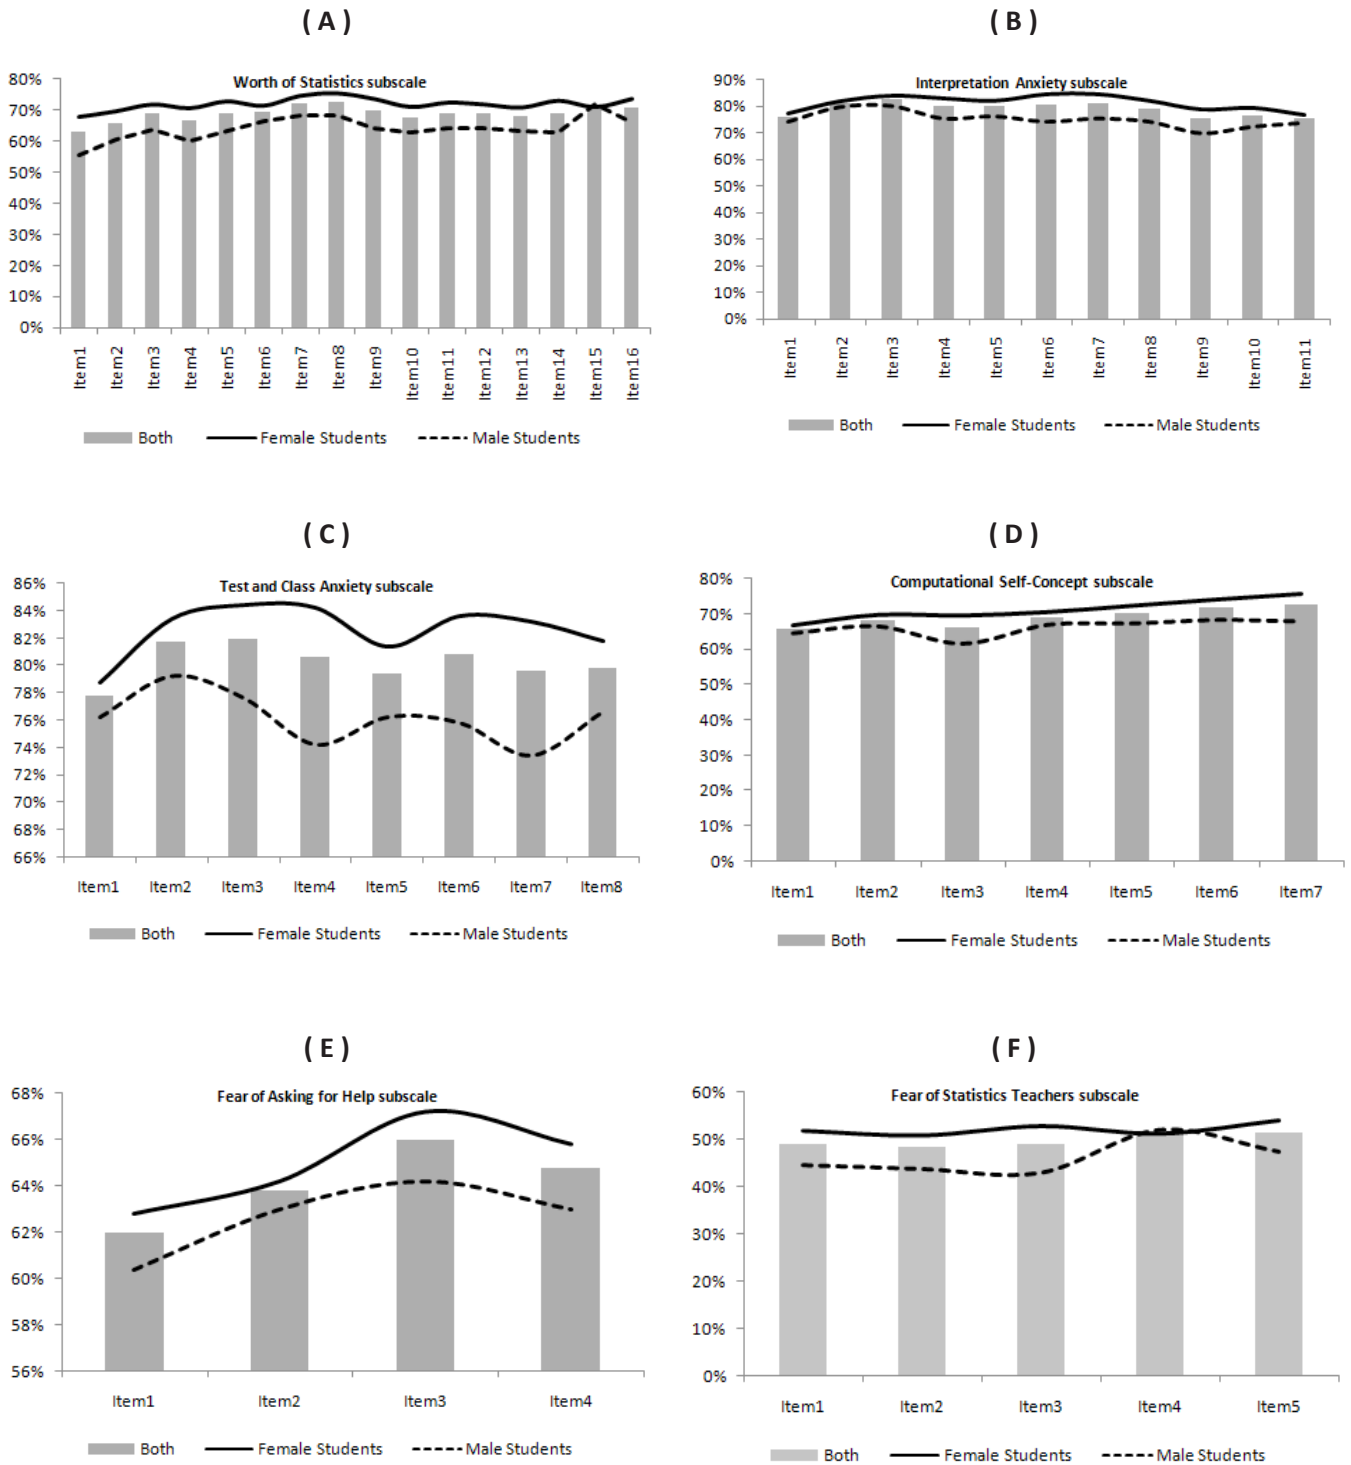 ( A )
Worth of Statistics subscale
80%
70%
60%
50%
40%
30%
20%
10%
0%
Item1
Item2
Item3
Item4
Item5
Item6
Item7
Item8
Item9
Item10
Item11
Item12
Item13
Item14
Item15
Item16
Both Female Students Male Students
( B )
Interpretation Anxiety subscale
90%
80%
70%
60%
50%
40%
30%
20%
10%
0%
Item1
Item2
Item3
Item4
Item5
Item6
Item7
Item8
Item9
Item10
Item11
Both Female Students Male Students
( C )
Test and Class Anxiety subscale
86%
84%
82%
80%
78%
76%
74%
72%
70%
68%
66%
Item1 Item2 Item3 Item4 Item5 Item6 Item7 Item8
Both Female Students Male Students
( D )
Computational Self-Concept subscale
80%
70%
60%
50%
40%
30%
20%
10%
0%
Item1 Item2 Item3 Item4 Item5 Item6 Item7
Both Female Students Male Students
( E )
Fear of Asking for Help subscale
68%
66%
64%
62%
60%
58%
56%
Item1 Item2 Item3 Item4
Both Female Students Male Students
( F )
Fear of Statistics Teachers subscale
60%
50%
40%
30%
20%
10%
0%
Item1 Item2 Item3 Item4 Item5
Both Female Students Male Students